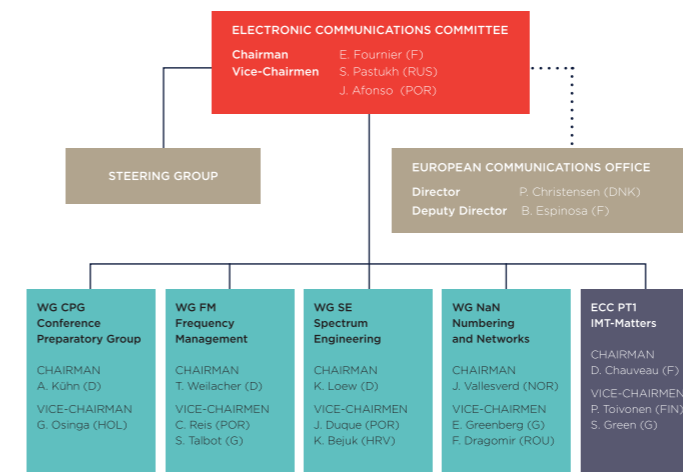 ELECTRONIC COMMUNICATIONS COMMITTEE
Chairman E. Fournier (F)
Vice-Chairmen S. Pastukh (RUS)
J. Afonso (POR)
STEERING GROUP
EUROPEAN COMMUNICATIONS OFFICE
Director P. Christensen (DNK)
Deputy Director B. Espinosa (F)
WG CPG
Conference
Preparatory Group
CHAIRMAN
A. Kühn (D)
VICE-CHAIRMAN
G. Osinga (HOL)
WG FM
Frequency
Management
CHAIRMAN
T. Weilacher (D)
VICE-CHAIRMEN
C. Reis (POR)
S. Talbot (G)
WG SE
Spectrum
Engineering
CHAIRMAN
K. Loew (D)
VICE-CHAIRMEN
J. Duque (POR)
K. Bejuk (HRV)
WG NaN
Numbering
and Networks
CHAIRMAN
J. Vallesverd (NOR)
VICE-CHAIRMEN
E. Greenberg (G)
F. Dragomir (ROU)
ECC PT1
IMT-Matters
CHAIRMAN
D. Chauveau (F)
VICE-CHAIRMEN
P. Toivonen (FIN)
S. Green (G)